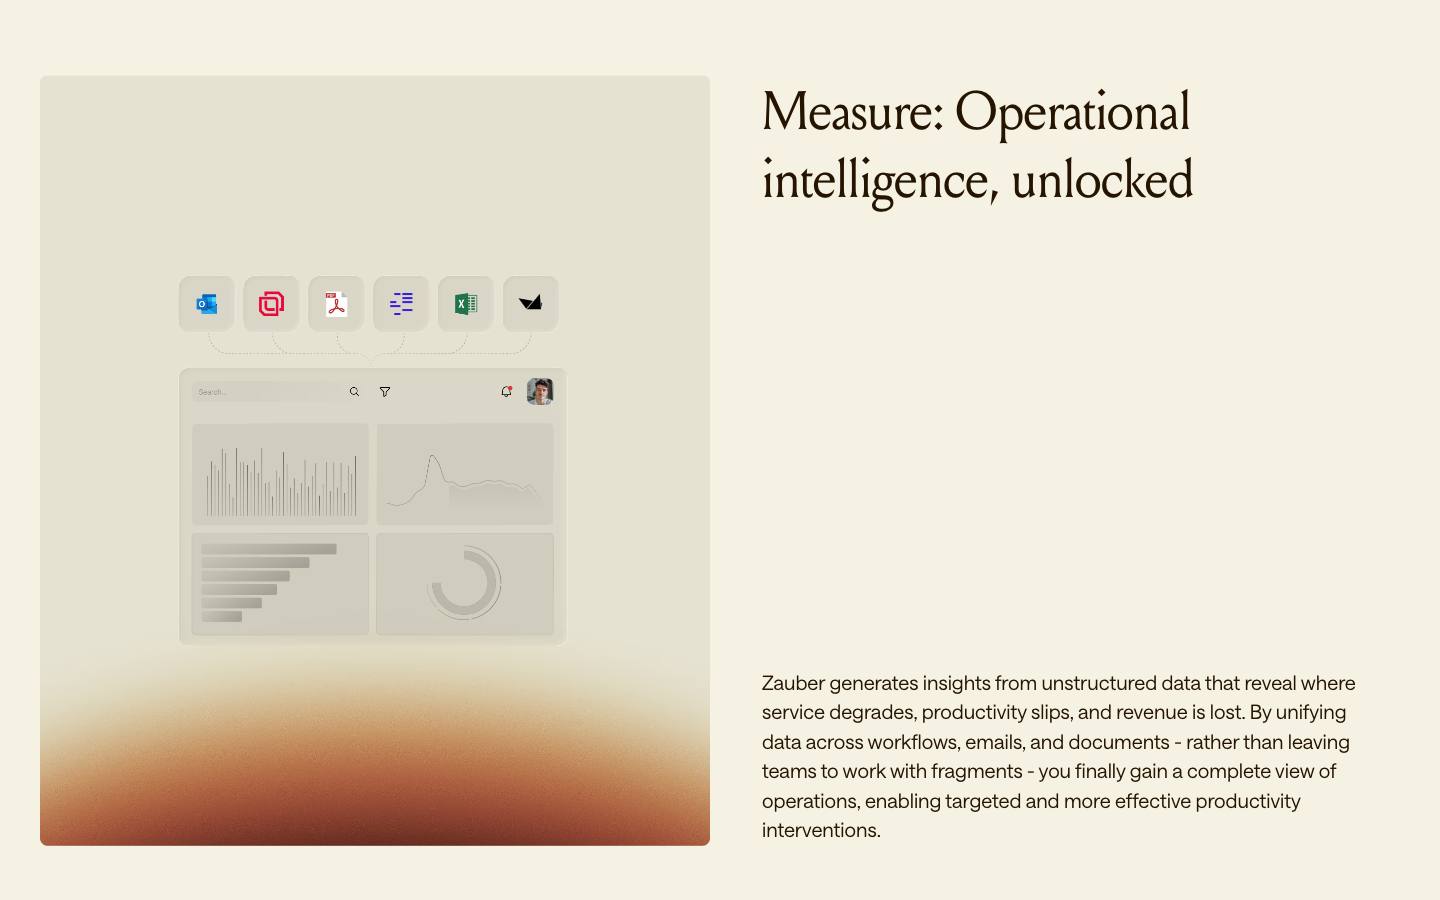 Measure: Operational
intelligence, unlocked
PDF
Search...
Zauber generates insights from unstructured data that reveal where
service degrades, productivity slips, and revenue is lost. By unifying
data across workflows, emails, and documents - rather than leaving
teams to work with fragments - you finally gain a complete view of
operations, enabling targeted and more effective productivity
interventions.